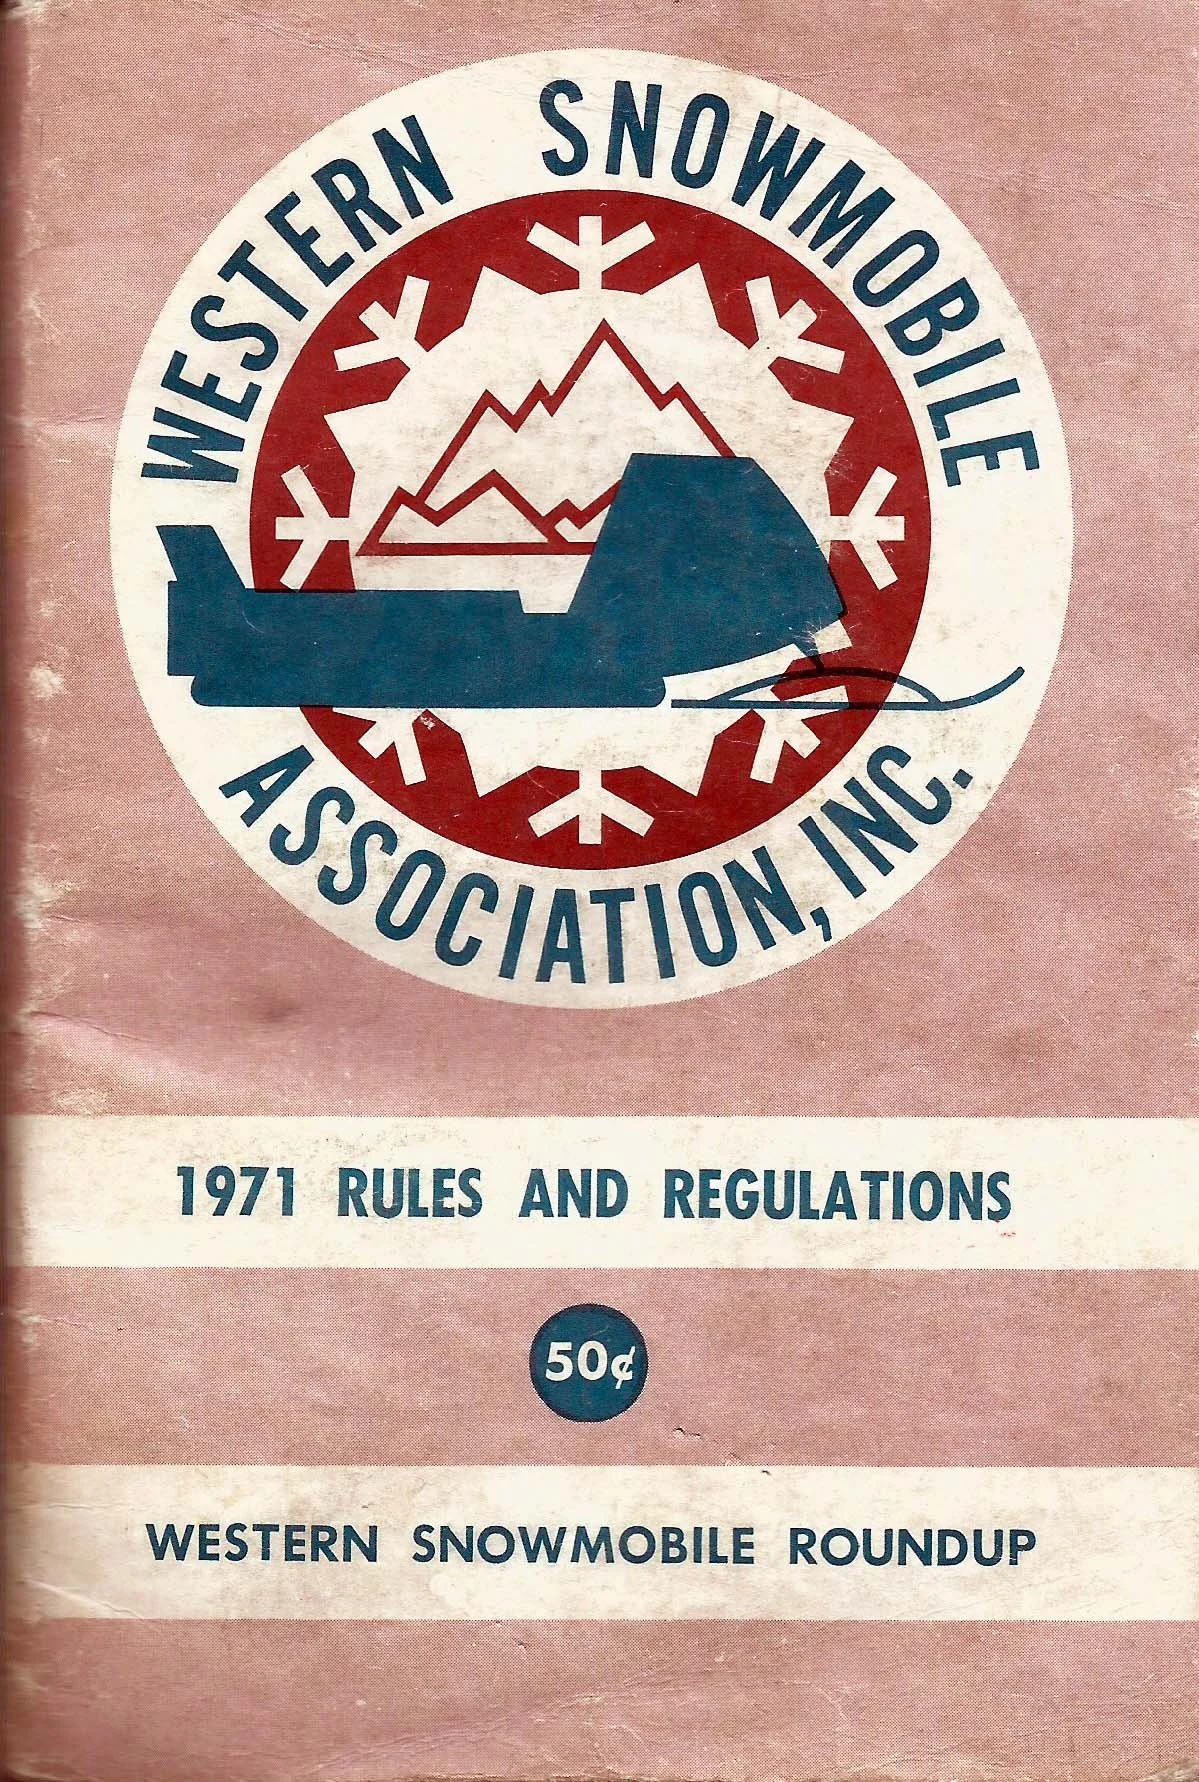 WESTERN SNOWMOBILE
ASSOCIATION, INC.
1971 RULES AND REGULATIONS
50¢
WESTERN SNOWMOBILE ROUNDUP